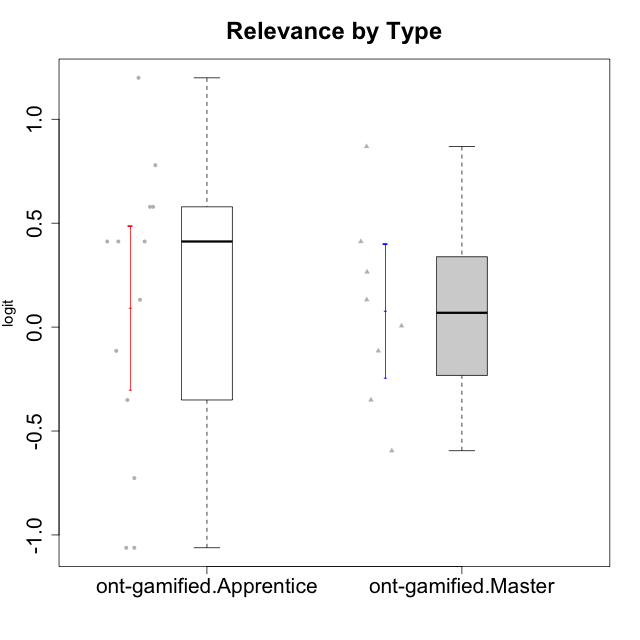 Relevance by Type
logit
1.0
0.5
0.0
-0.5
-1.0
ont-gamified.Apprentice
ont-gamified.Master